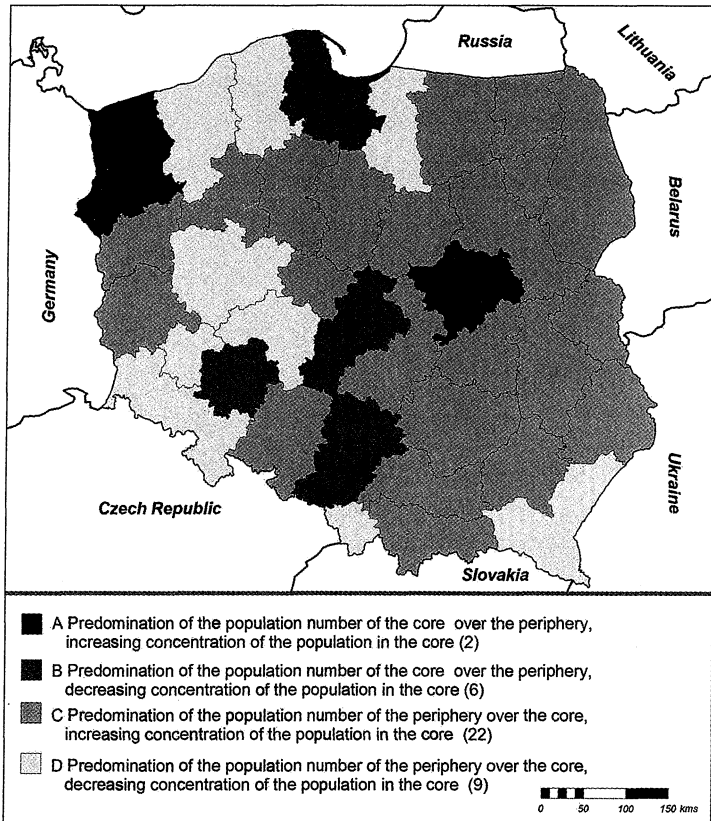 Russia
Lithuania
Belarus
Germany
Ukraine
Czech Republic
Slovakia
A Predomination of the population number of the core over the periphery,
increasing concentration of the population in the core (2)
B Predomination of the population number of the core over the periphery,
decreasing concentration of the population in the core (6)
C Predomination of the population number of the periphery over the core,
increasing concentration of the population in the core (22)
D Predomination of the population number of the periphery over the core,
decreasing concentration of the population in the core (9)
0 50 100 150 kms